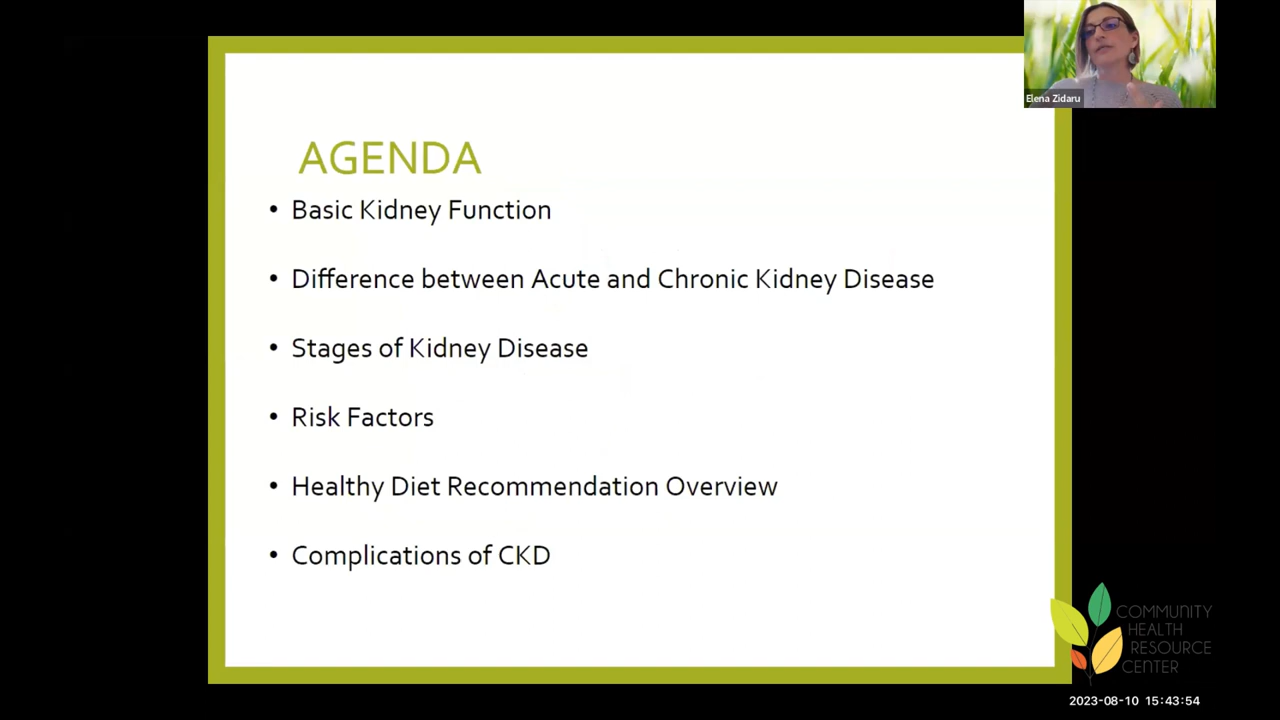 Elena Zidaru
AGENDA
• Basic Kidney Function
• Difference between Acute and Chronic Kidney Disease
• Stages of Kidney Disease
• Risk Factors
• Healthy Diet Recommendation Overview
• Complications of CKD
COMMUNITY
HEALTH
RESOURCE
CENTER
2023-08-10 15:43:54